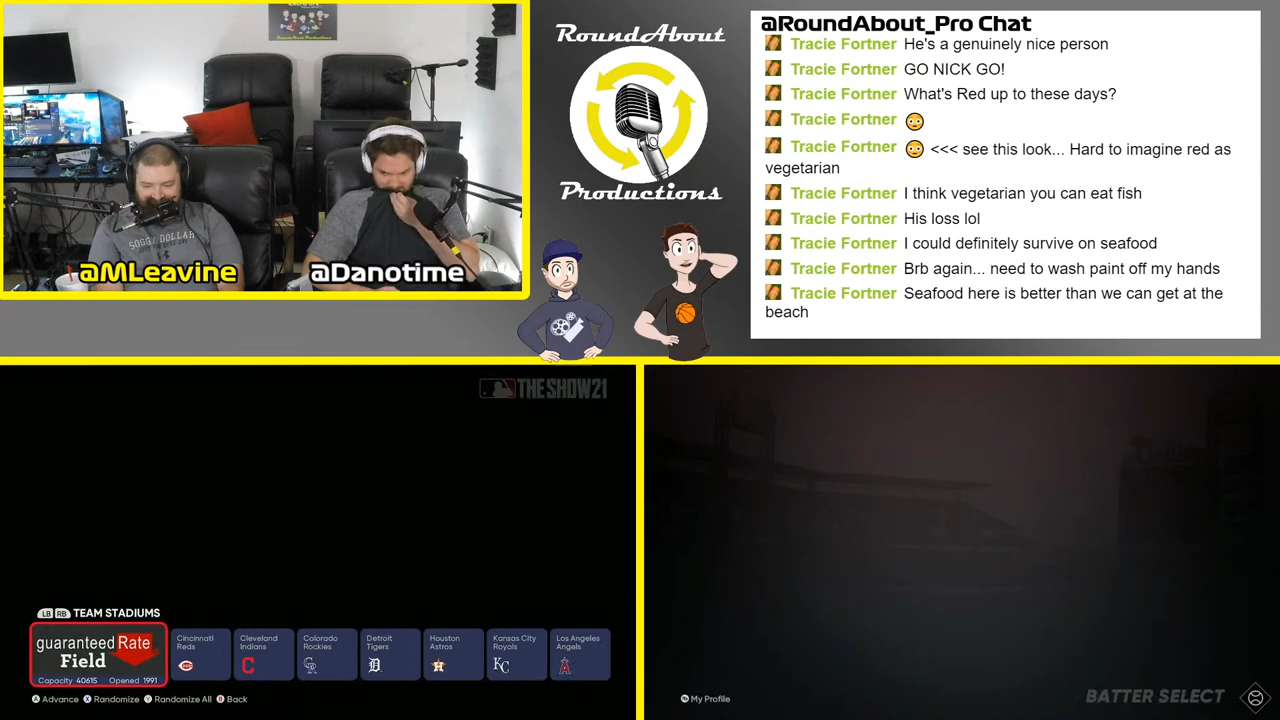 RoundAbout
Productions
SOGGY DOLLAR
@MLeavine
@Danotime
@RoundAbout_Pro Chat
Tracie Fortner He's a genuinely nice person
Tracie Fortner GO NICK GO!
Tracie Fortner What's Red up to these days?
Tracie Fortner 😳
Tracie Fortner 😳 <<< see this look... Hard to imagine red as
vegetarian
Tracie Fortner I think vegetarian you can eat fish
Tracie Fortner His loss lol
Tracie Fortner I could definitely survive on seafood
Tracie Fortner Brb again... need to wash paint off my hands
Tracie Fortner Seafood here is better than we can get at the
beach
THE SHOW21
LB RB TEAM STADIUMS
guaranteed Rate
Field
Capacity 40615 Opened 1991
Cincinnati
Reds
Cleveland
Indians
C
Colorado
Rockies
CR
Detroit
Tigers
D
Houston
Astros
Kansas City
Royals
KC
Los Angeles
Angels
A
A Advance X Randomize Y Randomize All B Back
My Profile
BATTER SELECT